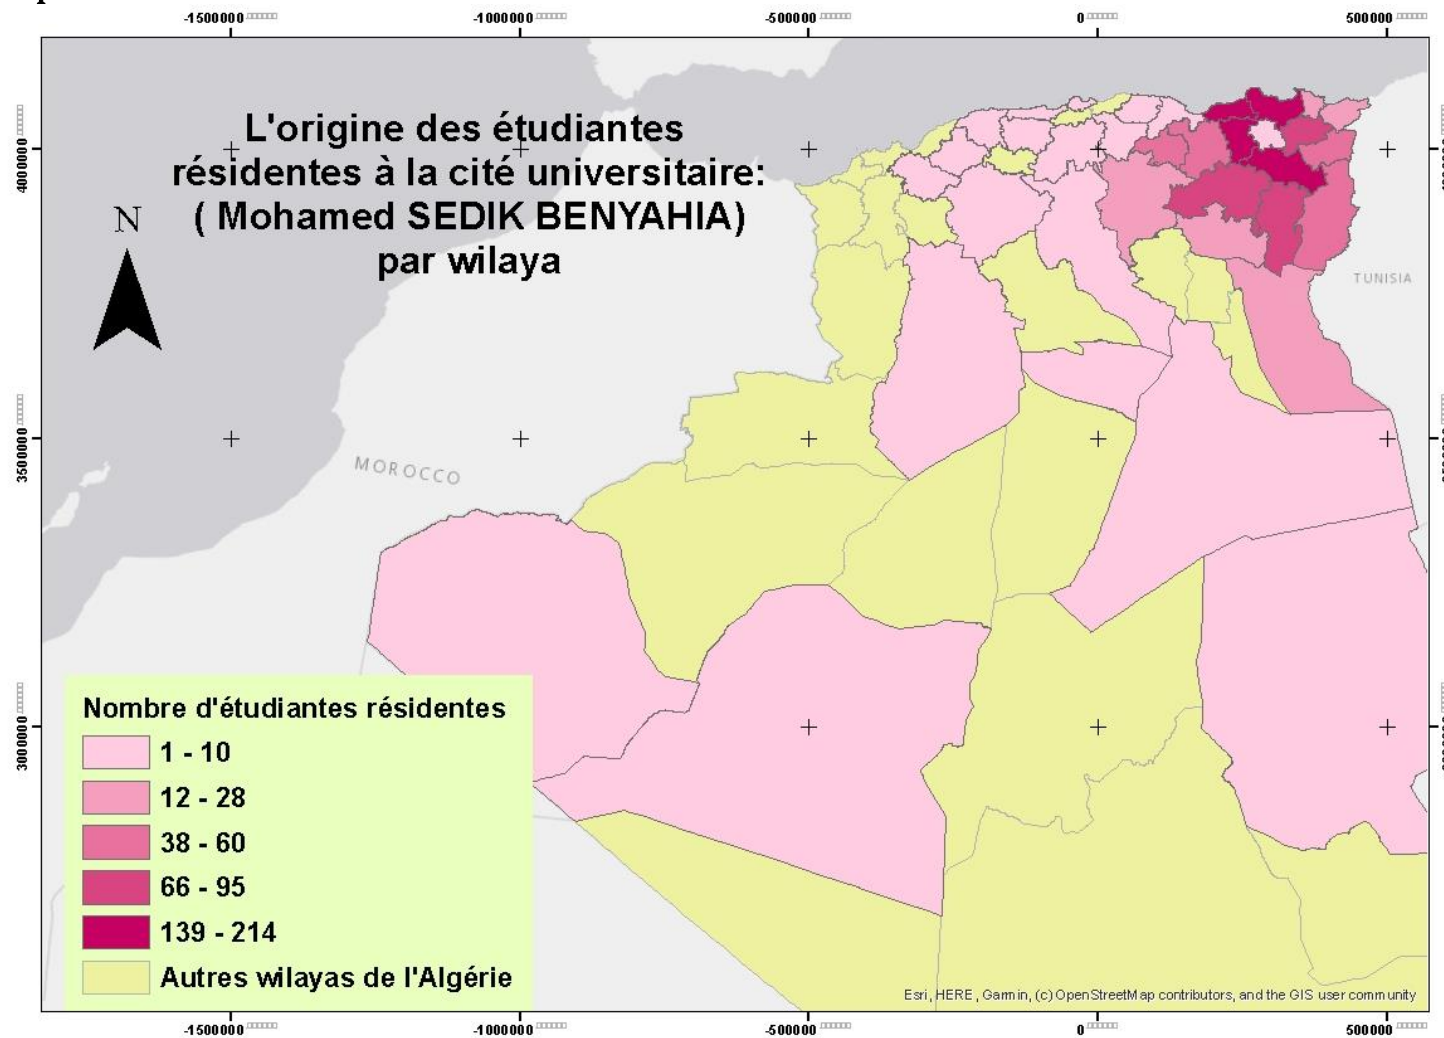 -1500000 -1000000 -500000 0 500000
L'origine des étudiantes
résidentes à la cité universitaire:
( Mohamed SEDIK BENYAHIA)
par wilaya
N
4000000
3500000
3000000
TUNISIA
MOROCCO
Nombre d'étudiantes résidentes
1 - 10
12 - 28
38 - 60
66 - 95
139 - 214
Autres wilayas de l'Algérie
Esri, HERE, Garmin, (c) OpenStreetMap contributors, and the GIS user community
-1500000 -1000000 -500000 0 500000